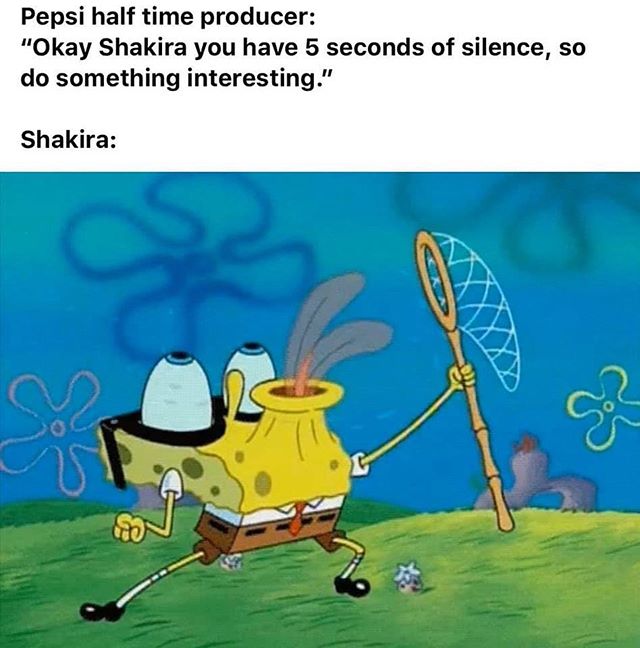 Pepsi half time producer:
“Okay Shakira you have 5 seconds of silence, so
do something interesting.”
Shakira: